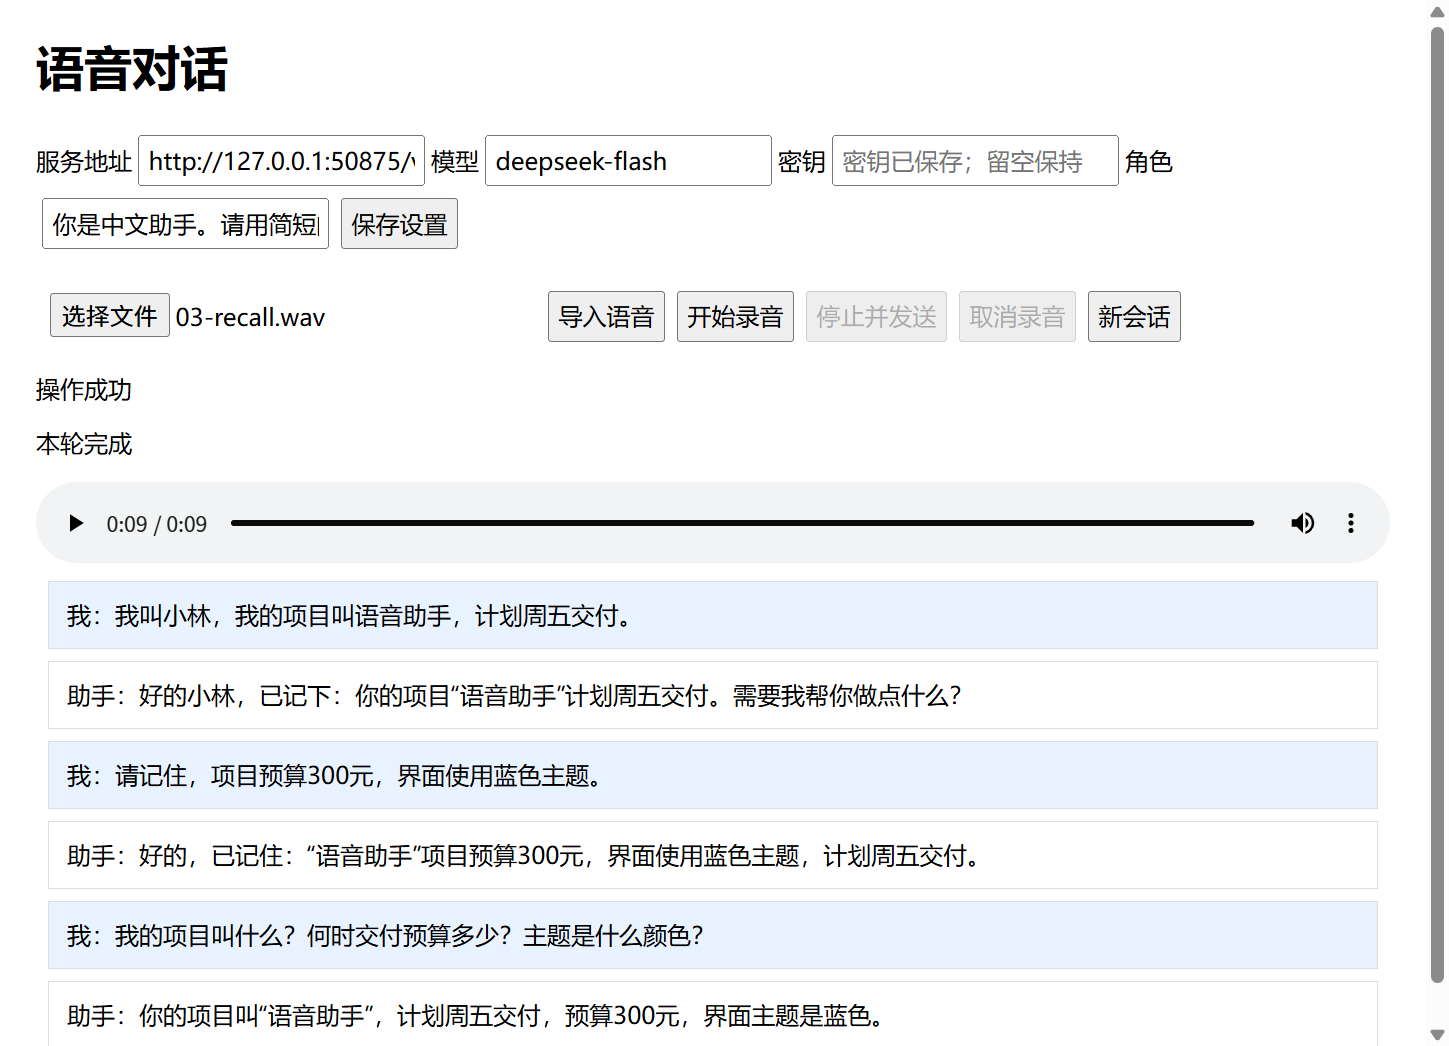 语音对话
服务地址 http://127.0.0.1:50875/v 模型 deepseek-flash 密钥 密钥已保存；留空保持 角色
你是中文助手。请用简短 保存设置
选择文件 03-recall.wav 导入语音 开始录音 停止并发送 取消录音 新会话
操作成功
本轮完成
0:09 / 0:09
我：我叫小林，我的项目叫语音助手，计划周五交付。
助手：好的小林，已记下：你的项目“语音助手”计划周五交付。需要我帮你做点什么？
我：请记住，项目预算300元，界面使用蓝色主题。
助手：好的，已记住：“语音助手”项目预算300元，界面使用蓝色主题，计划周五交付。
我：我的项目叫什么？何时交付预算多少？主题是什么颜色？
助手：你的项目叫“语音助手”，计划周五交付，预算300元，界面主题是蓝色。